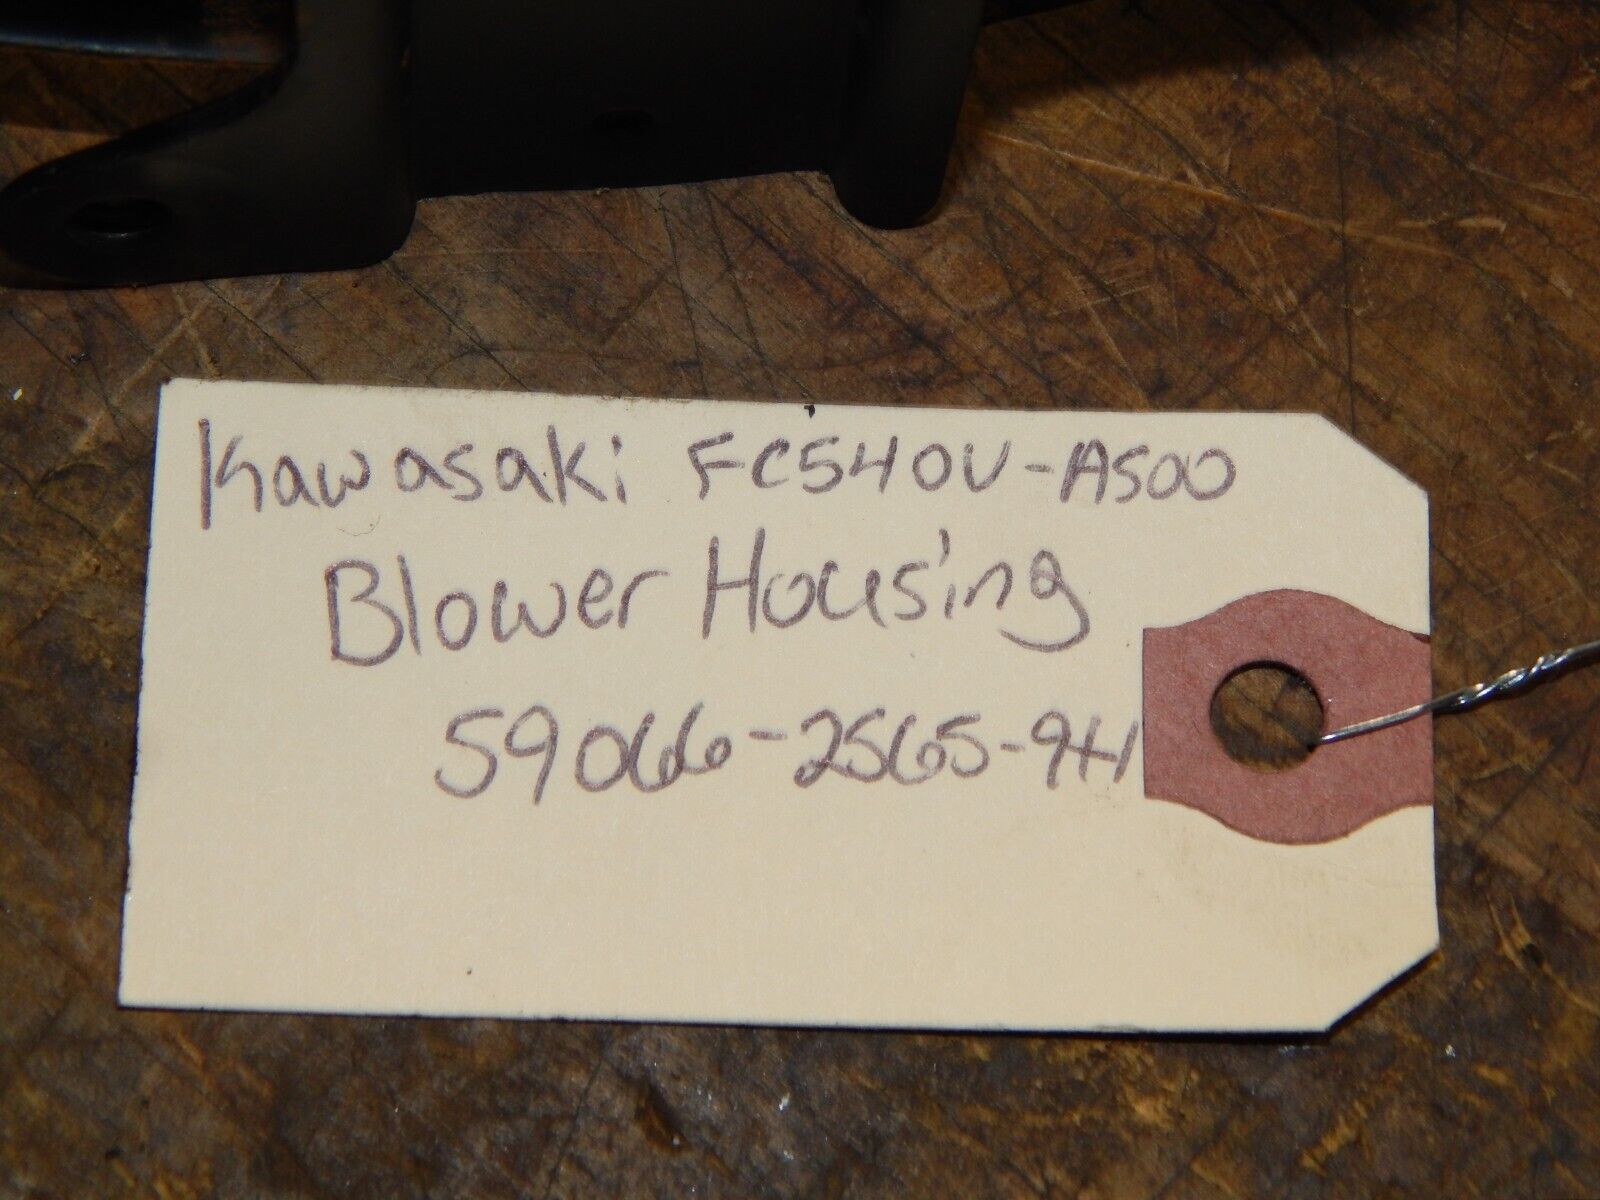 Kawasaki FC540V-AS00
Blower Housing
59066-2565-9H